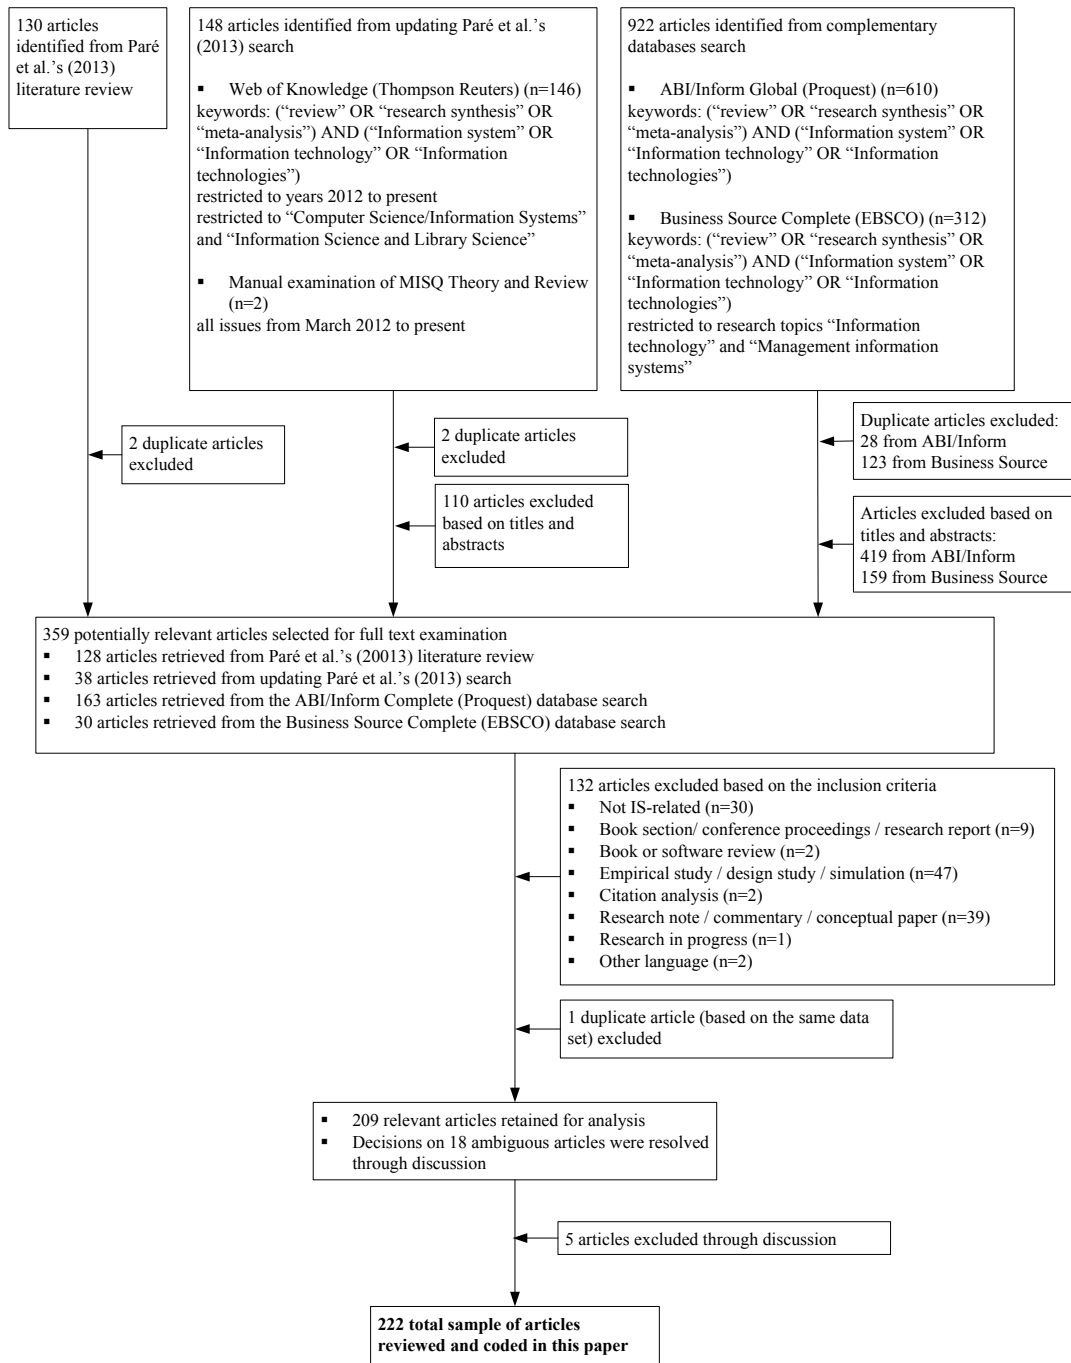 130 articles
identified from Paré
et al.’s (2013)
literature review
148 articles identified from updating Paré et al.’s
(2013) search
▪ Web of Knowledge (Thompson Reuters) (n=146)
keywords: (“review” OR “research synthesis” OR
“meta-analysis”) AND (“Information system” OR
“Information technology” OR “Information
technologies”)
restricted to years 2012 to present
restricted to “Computer Science/Information Systems”
and “Information Science and Library Science”
▪ Manual examination of MISQ Theory and Review
(n=2)
all issues from March 2012 to present
922 articles identified from complementary
databases search
▪ ABI/Inform Global (Proquest) (n=610)
keywords: (“review” OR “research synthesis” OR
“meta-analysis”) AND (“Information system” OR
“Information technology” OR “Information
technologies”)
▪ Business Source Complete (EBSCO) (n=312)
keywords: (“review” OR “research synthesis” OR
“meta-analysis”) AND (“Information system” OR
“Information technology” OR “Information
technologies”)
restricted to research topics “Information
technology” and “Management information
systems”
2 duplicate articles
excluded
2 duplicate articles
excluded
Duplicate articles excluded:
28 from ABI/Inform
123 from Business Source
110 articles excluded
based on titles and
abstracts
Articles excluded based on
titles and abstracts:
419 from ABI/Inform
159 from Business Source
359 potentially relevant articles selected for full text examination
▪ 128 articles retrieved from Paré et al.’s (20013) literature review
▪ 38 articles retrieved from updating Paré et al.’s (2013) search
▪ 163 articles retrieved from the ABI/Inform Complete (Proquest) database search
▪ 30 articles retrieved from the Business Source Complete (EBSCO) database search
132 articles excluded based on the inclusion criteria
▪ Not IS-related (n=30)
▪ Book section/ conference proceedings / research report (n=9)
▪ Book or software review (n=2)
▪ Empirical study / design study / simulation (n=47)
▪ Citation analysis (n=2)
▪ Research note / commentary / conceptual paper (n=39)
▪ Research in progress (n=1)
▪ Other language (n=2)
1 duplicate article (based on the same data
set) excluded
▪ 209 relevant articles retained for analysis
▪ Decisions on 18 ambiguous articles were resolved
through discussion
5 articles excluded through discussion
222 total sample of articles
reviewed and coded in this paper